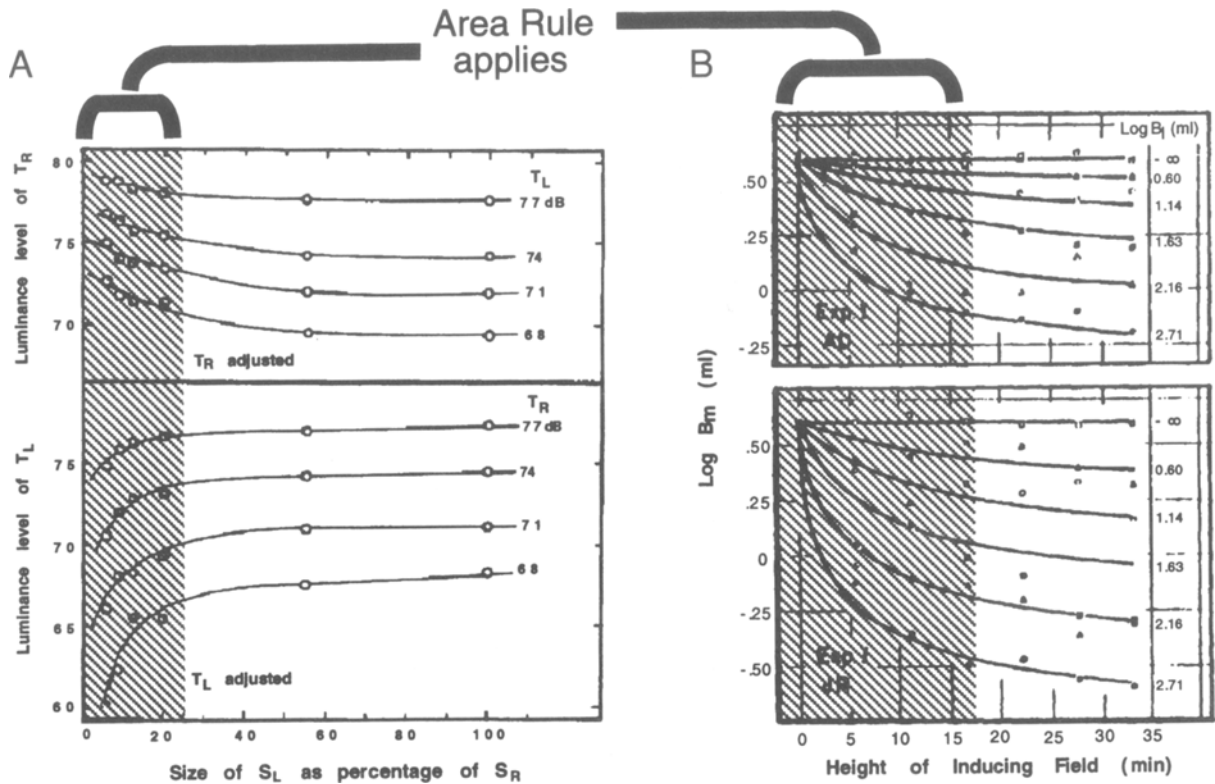 Area Rule
applies
A
Luminance level of T_R
80
75
70
T_L
77 dB
74
71
68
T_R adjusted
Luminance level of T_L
75
70
65
60
T_R
77 dB
74
71
68
T_L adjusted
0 20 40 60 80 100
Size of S_L as percentage of S_R
B
Log B_m (ml)
Log B_I (ml)
.50
.25
0
-.25
- ∞
0.60
1.14
1.63
2.16
2.71
Exp. I
AD
.50
.25
0
-.25
-.50
- ∞
0.60
1.14
1.63
2.16
2.71
Exp. I
JR
0 5 10 15 20 25 30 35
Height of Inducing Field (min)